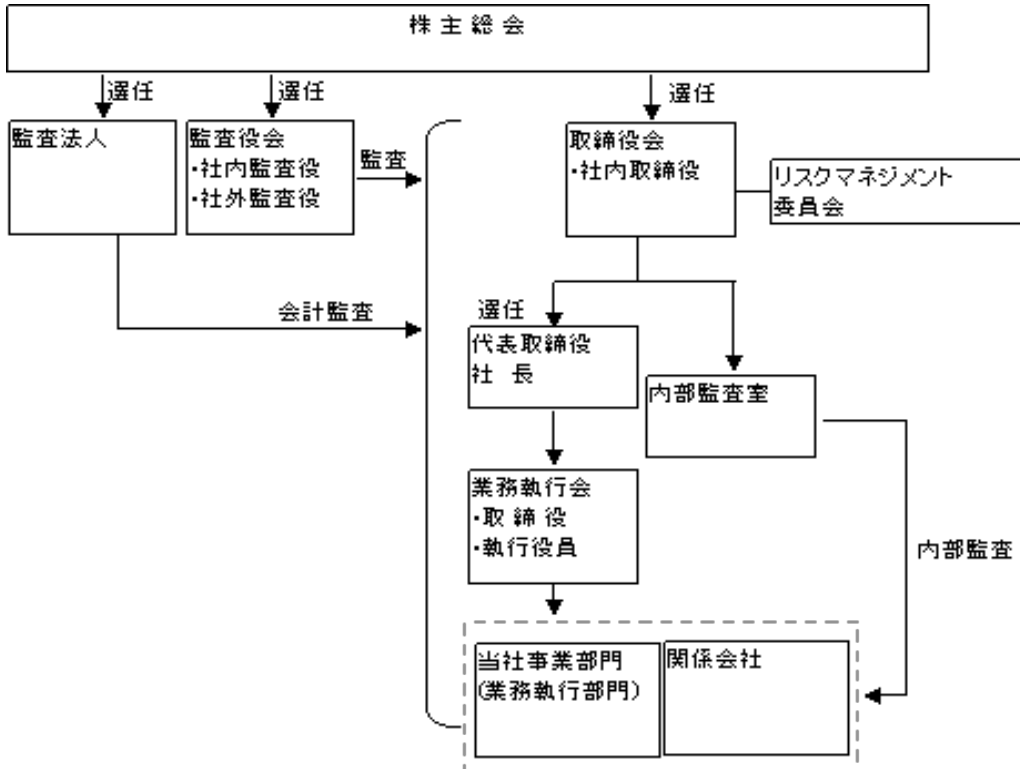 株主総会
選任
選任
選任
監査法人
監査役会
・社内監査役
・社外監査役
監査
取締役会
・社内取締役
リスクマネジメント
委員会
会計監査
選任
代表取締役
社 長
内部監査室
業務執行会
・取 締 役
・執行役員
内部監査
当社事業部門
(業務執行部門)
関係会社